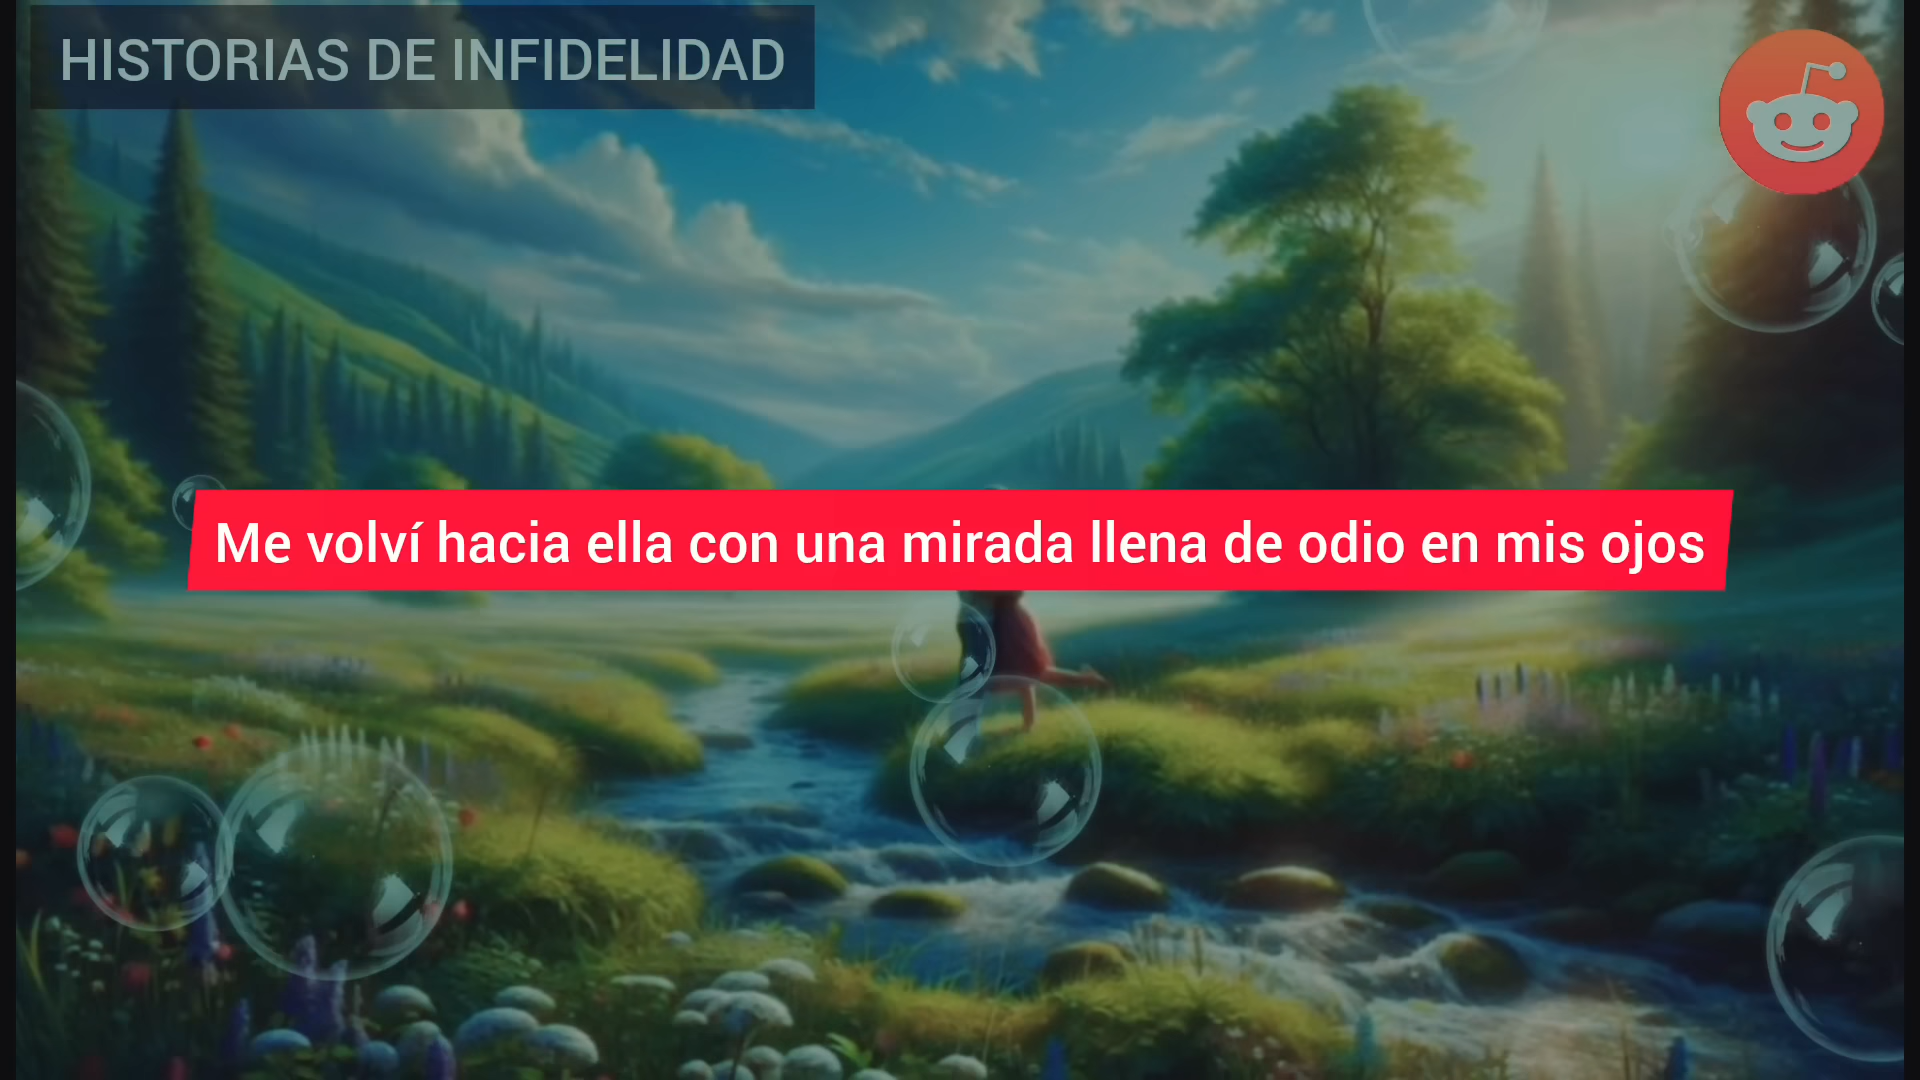 HISTORIAS DE INFIDELIDAD
Me volví hacia ella con una mirada llena de odio en mis ojos